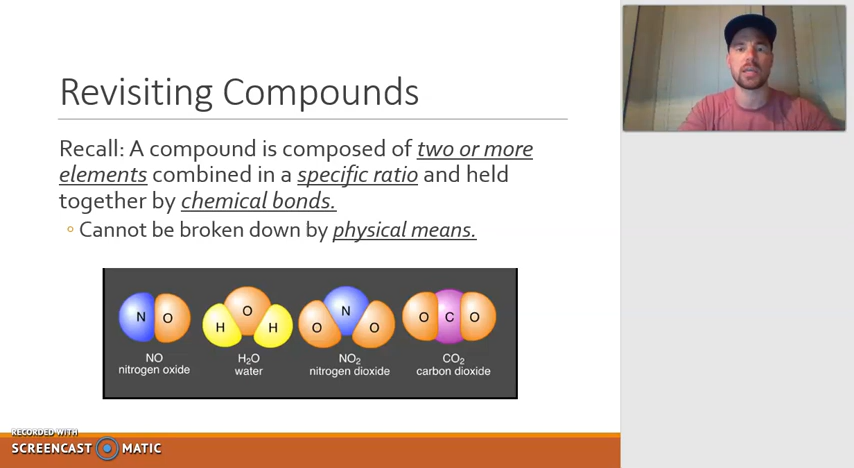 Revisiting Compounds
Recall: A compound is composed of two or more
elements combined in a specific ratio and held
together by chemical bonds.
◦ Cannot be broken down by physical means.
N O
O
H H
N
O O
O C O
NO
nitrogen oxide
H₂O
water
NO₂
nitrogen dioxide
CO₂
carbon dioxide
RECORDED WITH
SCREENCAST MATIC